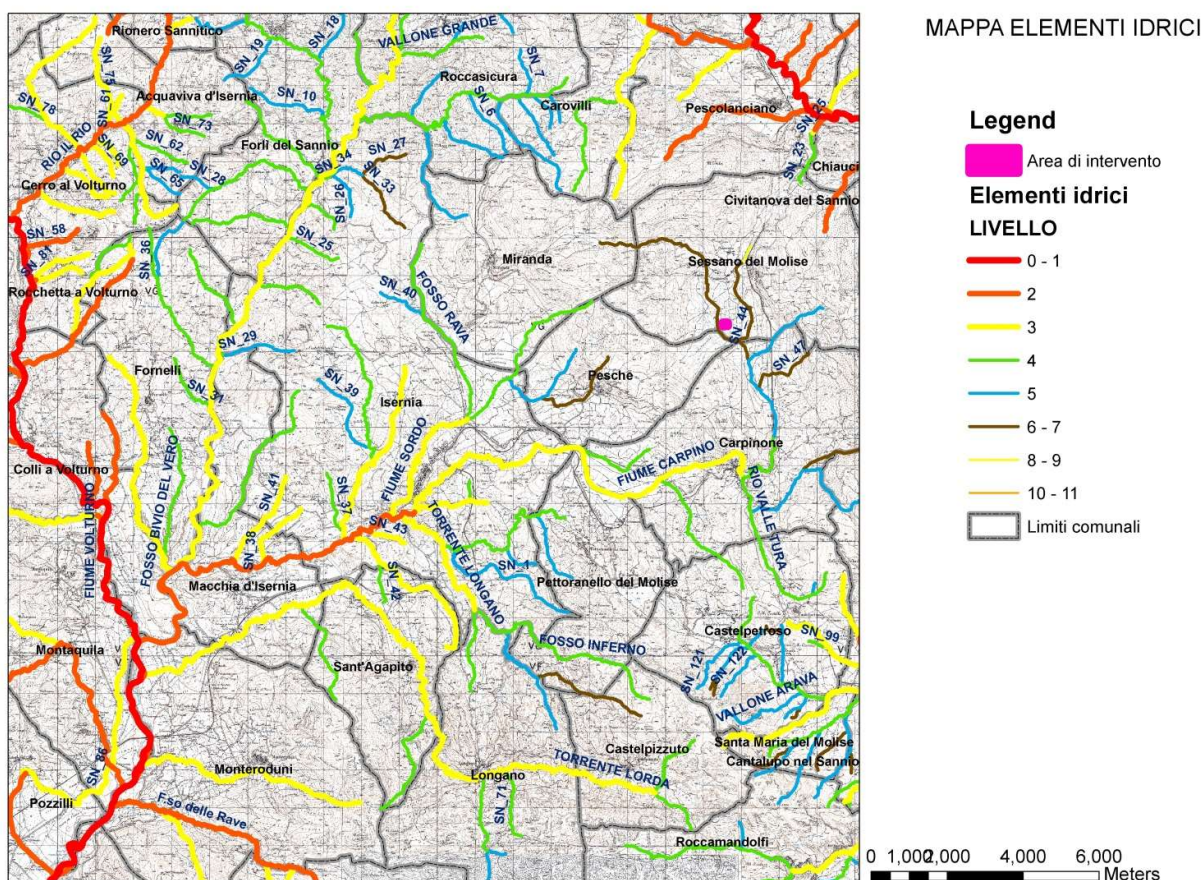 MAPPA ELEMENTI IDRICI
Legend
Area di intervento
Elementi idrici
LIVELLO
0 - 1
2
3
4
5
6 - 7
8 - 9
10 - 11
Limiti comunali
0 1,000 2,000 4,000 6,000
Meters
Rionero Sannitico
SN_18
SN_19
VALLONE GRANDE
SN_75
SN_61
SN_10
Roccasicura
SN_7
Acquaviva d'Isernia
SN_78
SN_6
Carovilli
Pescolanciano
SN_73
SN_62
Forlì del Sannio
SN_27
RIO IL RIO
SN_69
SN_34
SN_33
SN_23
Chiauci
Cerro al Volturno
SN_65
SN_28
SN_26
Civitanova del Sannio
SN_58
SN_36
SN_25
SN_81
Miranda
Sessano del Molise
Rocchetta a Volturno
SN_40
FOSSO RAVA
SN_44
SN_29
SN_47
Fornelli
SN_31
SN_39
Isernia
Pesche
Colli a Volturno
FOSSO BIVIO DEL VERO
FIUME SORDO
FIUME CARPINO
Carpinone
RIO VALLETURA
FIUME VOLTURNO
SN_41
SN_37
SN_43
SN_38
TORRENTE LONGANO
SN_1
Pettoranello del Molise
Macchia d'Isernia
SN_42
Castelpetroso
SN_99
FOSSO INFERNO
Montaquila
Sant'Agapito
SN_121
SN_122
VALLONE ARAVA
Santa Maria del Molise
Castelpizzuto
Cantalupo nel Sannio
SN_86
Monteroduni
Longano
TORRENTE LORDA
Pozzilli
F.so delle Rave
SN_71
Roccamandolfi